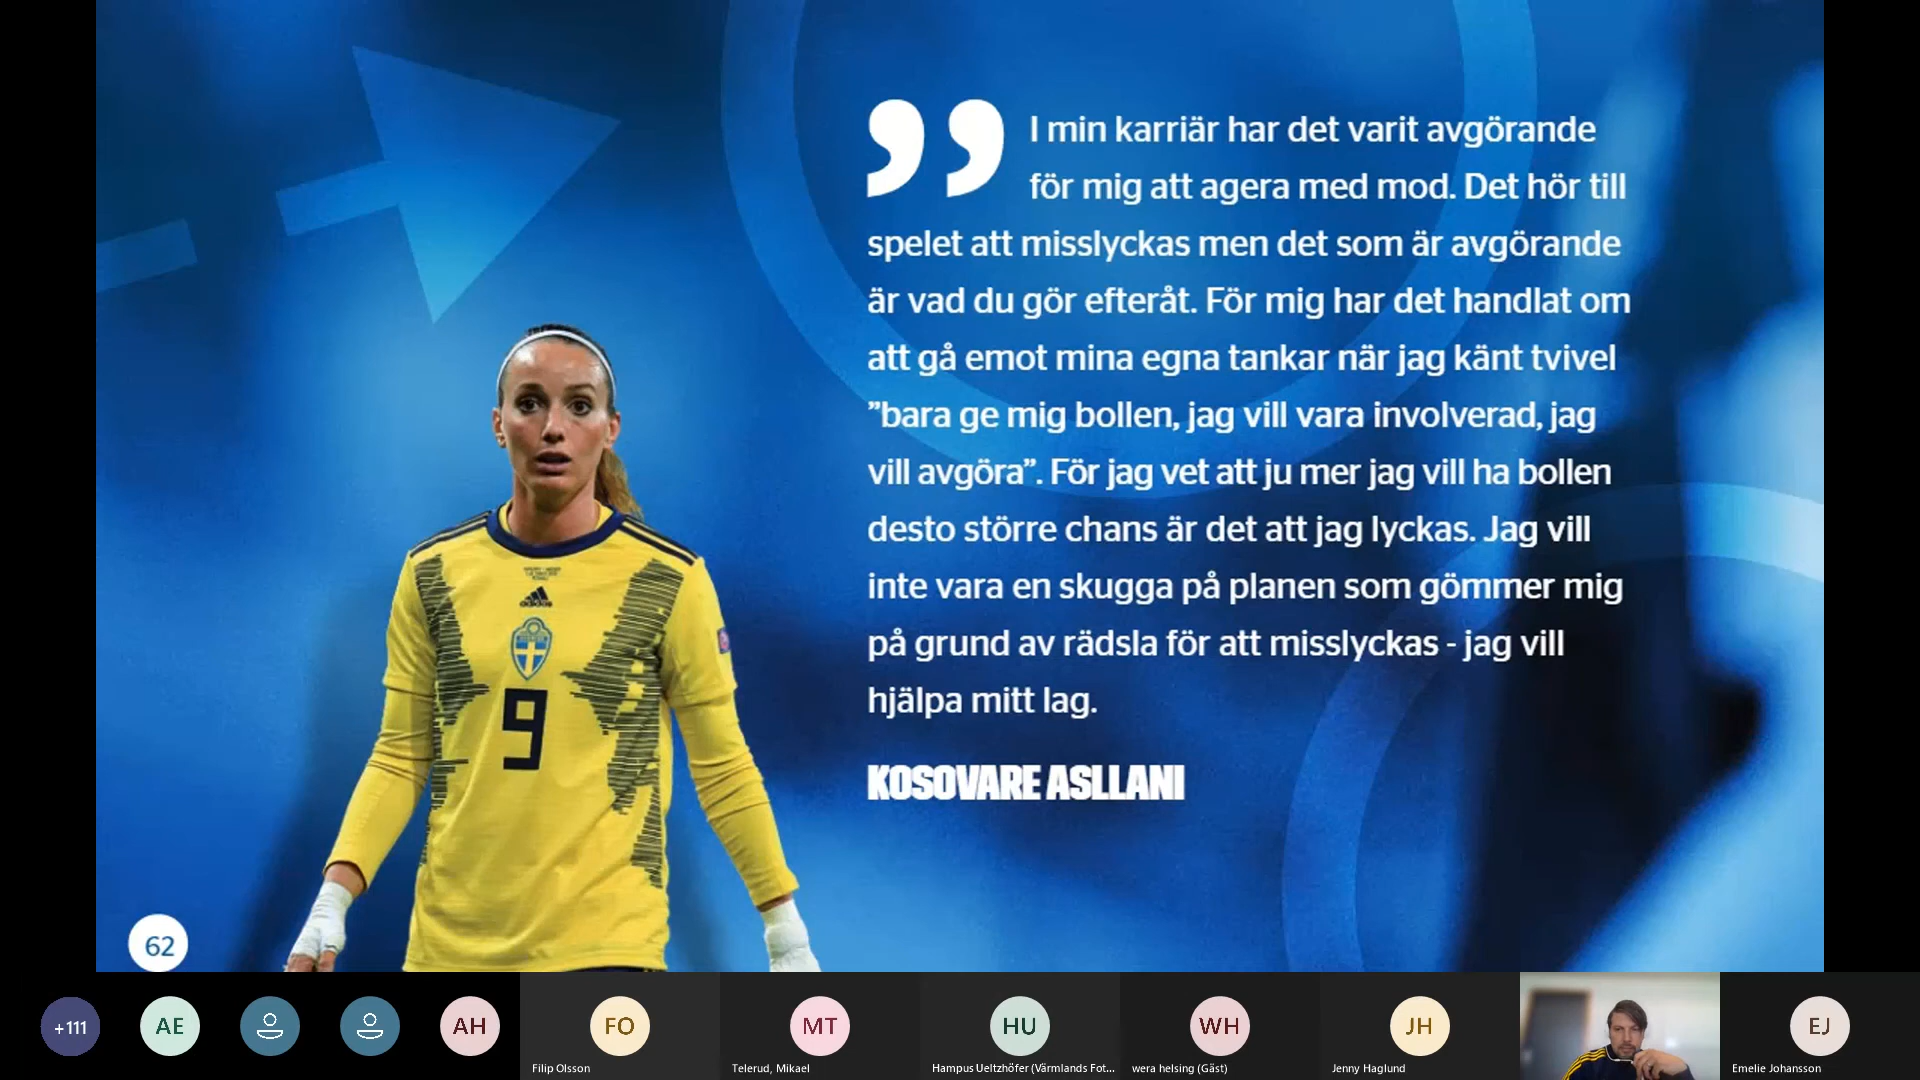 ” I min karriär har det varit avgörande
för mig att agera med mod. Det hör till
spelet att misslyckas men det som är avgörande
är vad du gör efteråt. För mig har det handlat om
att gå emot mina egna tankar när jag känt tvivel
”bara ge mig bollen, jag vill vara involverad, jag
vill avgöra”. För jag vet att ju mer jag vill ha bollen
desto större chans är det att jag lyckas. Jag vill
inte vara en skugga på planen som gömmer mig
på grund av rädsla för att misslyckas - jag vill
hjälpa mitt lag.
KOSOVARE ASLLANI
adidas
9
62
+111
AE
AH
FO
MT
HU
WH
JH
EJ
Filip Olsson
Telerud, Mikael
Hampus Ueltzhöfer (Värmlands Fot...
wera helsing (Gäst)
Jenny Haglund
Emelie Johansson